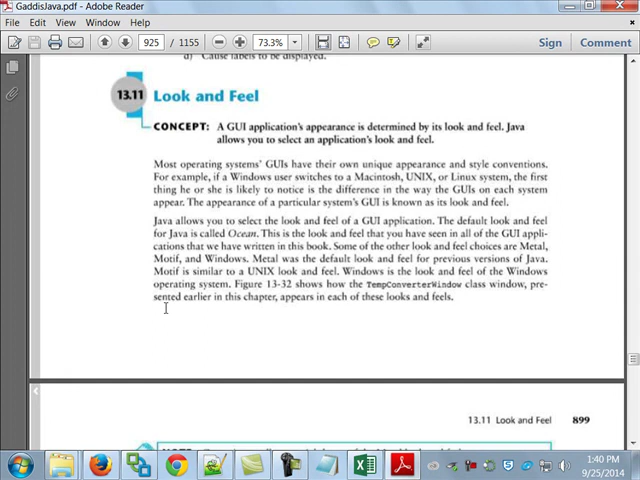 GaddisJava.pdf - Adobe Reader
File Edit View Window Help
925 / 1155 73.3% Sign Comment
d) Cause labels to be displayed.
13.11 Look and Feel
CONCEPT: A GUI application's appearance is determined by its look and feel. Java
allows you to select an application's look and feel.
Most operating systems' GUIs have their own unique appearance and style conventions.
For example, if a Windows user switches to a Macintosh, UNIX, or Linux system, the first
thing he or she is likely to notice is the difference in the way the GUIs on each system
appear. The appearance of a particular system's GUI is known as its look and feel.
Java allows you to select the look and feel of a GUI application. The default look and feel
for Java is called Ocean. This is the look and feel that you have seen in all of the GUI appli-
cations that we have written in this book. Some of the other look and feel choices are Metal,
Motif, and Windows. Metal was the default look and feel for previous versions of Java.
Motif is similar to a UNIX look and feel. Windows is the look and feel of the Windows
operating system. Figure 13-32 shows how the TempConverterWindow class window, pre-
sented earlier in this chapter, appears in each of these looks and feels.
13.11 Look and Feel 899
1:40 PM
9/25/2014